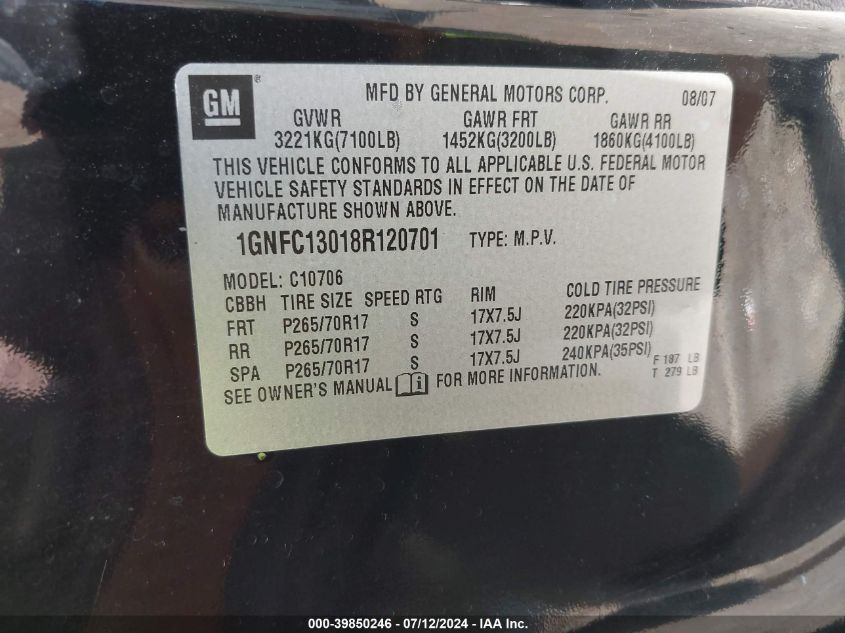 GM ® MFD BY GENERAL MOTORS CORP. 08/07
GVWR GAWR FRT GAWR RR
3221KG(7100LB) 1452KG(3200LB) 1860KG(4100LB)
THIS VEHICLE CONFORMS TO ALL APPLICABLE U.S. FEDERAL MOTOR
VEHICLE SAFETY STANDARDS IN EFFECT ON THE DATE OF
MANUFACTURE SHOWN ABOVE.
1GNFC13018R120701 TYPE: M.P.V.
MODEL: C10706
CBBH TIRE SIZE SPEED RTG RIM COLD TIRE PRESSURE
FRT P265/70R17 S 17X7.5J 220KPA(32PSI)
RR P265/70R17 S 17X7.5J 220KPA(32PSI)
SPA P265/70R17 S 17X7.5J 240KPA(35PSI) F 187 LB
SEE OWNER'S MANUAL i FOR MORE INFORMATION. T 279 LB
000-39850246 - 07/12/2024 - IAA Inc.